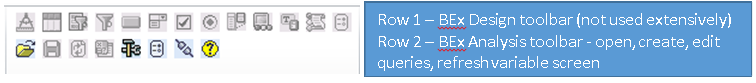 Row 1 – BEx Design toolbar (not used extensively)
Row 2 – BEx Analysis toolbar - open, create, edit
queries, refresh variable screen